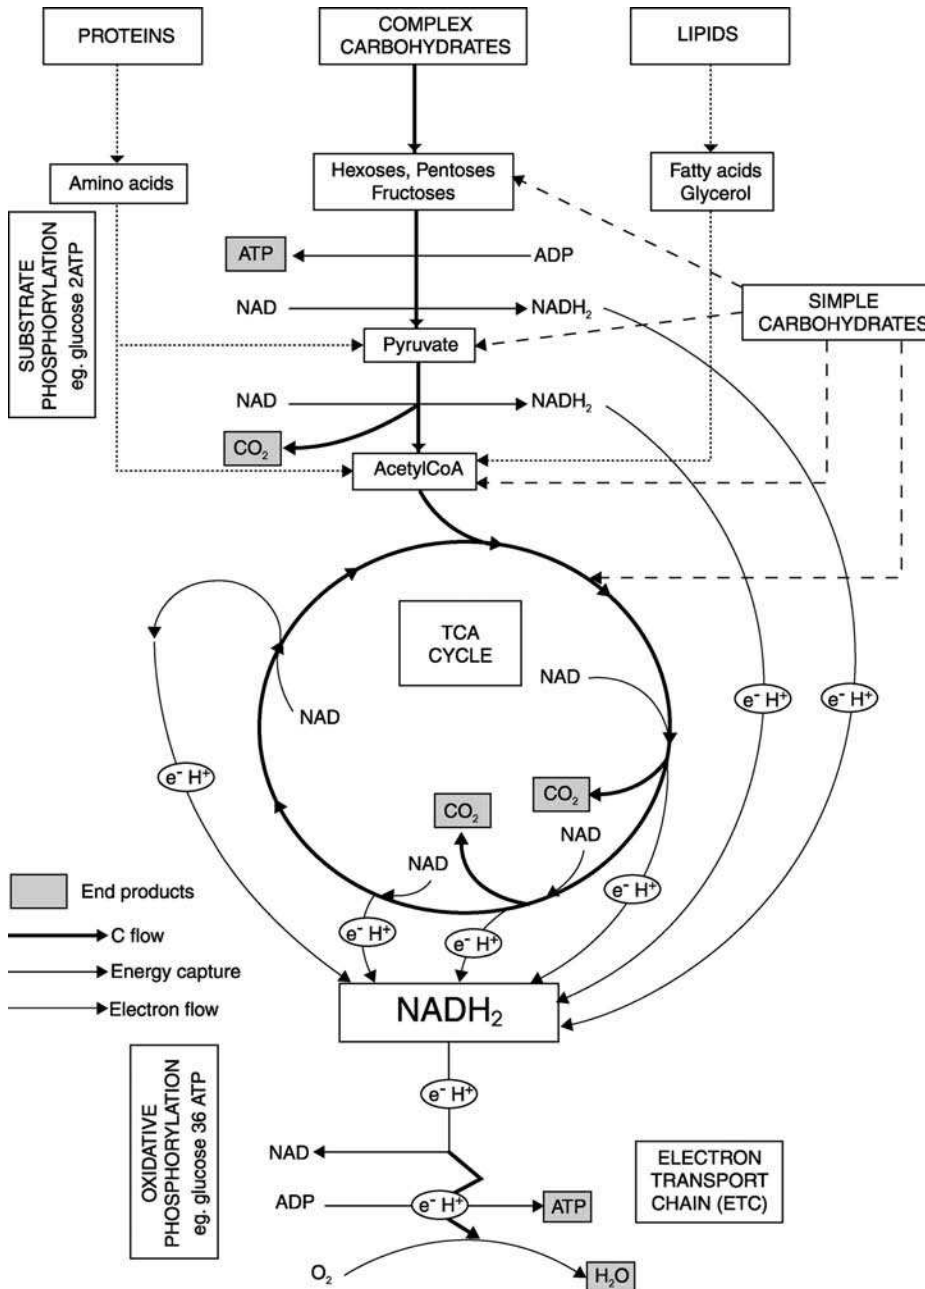 PROTEINS
COMPLEX
CARBOHYDRATES
LIPIDS
Amino acids
Hexoses, Pentoses
Fructoses
Fatty acids
Glycerol
SUBSTRATE
PHOSPHORYLATION
eg. glucose 2ATP
ATP
ADP
NAD
NADH₂
SIMPLE
CARBOHYDRATES
Pyruvate
NAD
NADH₂
CO₂
AcetylCoA
TCA
CYCLE
NAD
NAD
e⁻ H⁺
e⁻ H⁺
e⁻ H⁺
CO₂
CO₂
NAD
NAD
e⁻ H⁺
e⁻ H⁺
e⁻ H⁺
End products
C flow
Energy capture
Electron flow
NADH₂
OXIDATIVE
PHOSPHORYLATION
eg. glucose 36 ATP
e⁻ H⁺
NAD
ADP
e⁻ H⁺
ATP
ELECTRON
TRANSPORT
CHAIN (ETC)
O₂
H₂O